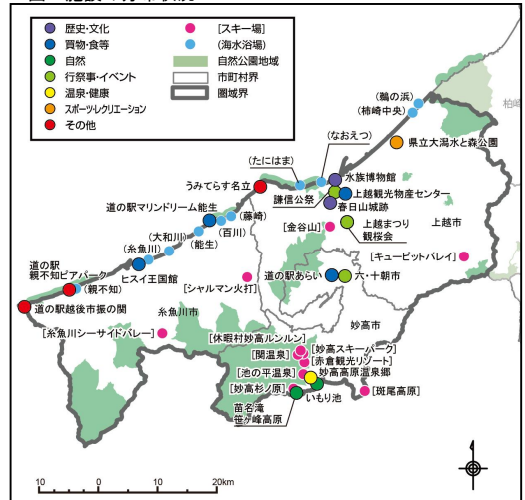 歴史・文化
買物・食等
自然
行祭事・イベント
温泉・健康
スポーツ・レクリエーション
その他
[スキー場]
(海水浴場)
自然公園地域
市町村界
圏域界
(鵜の浜)
(柿崎中央)
柏崎
県立大潟水と森公園
(なおえつ)
(たにはま)
水族博物館
うみてらす名立
謙信公祭
上越観光物産センター
春日山城跡
道の駅マリンドリーム能生
(藤崎)
(百川)
(能生)
[金谷山]
上越まつり
観桜会
上越市
(大和川)
(糸魚川)
[キューピットバレイ]
道の駅
親不知ピアパーク
ヒスイ王国館
道の駅あらい
六・十朝市
(親不知)
[シャルマン火打]
道の駅越後市振の関
糸魚川市
妙高市
[糸魚川シーサイドバレー]
[休暇村妙高ルンルン]
[妙高スキーパーク]
[関温泉]
[赤倉観光リゾート]
[池の平温泉]
妙高高原温泉郷
[妙高杉ノ原]
いもり池
[斑尾高原]
苗名滝
笹ヶ峰高原
10 0 10 20km